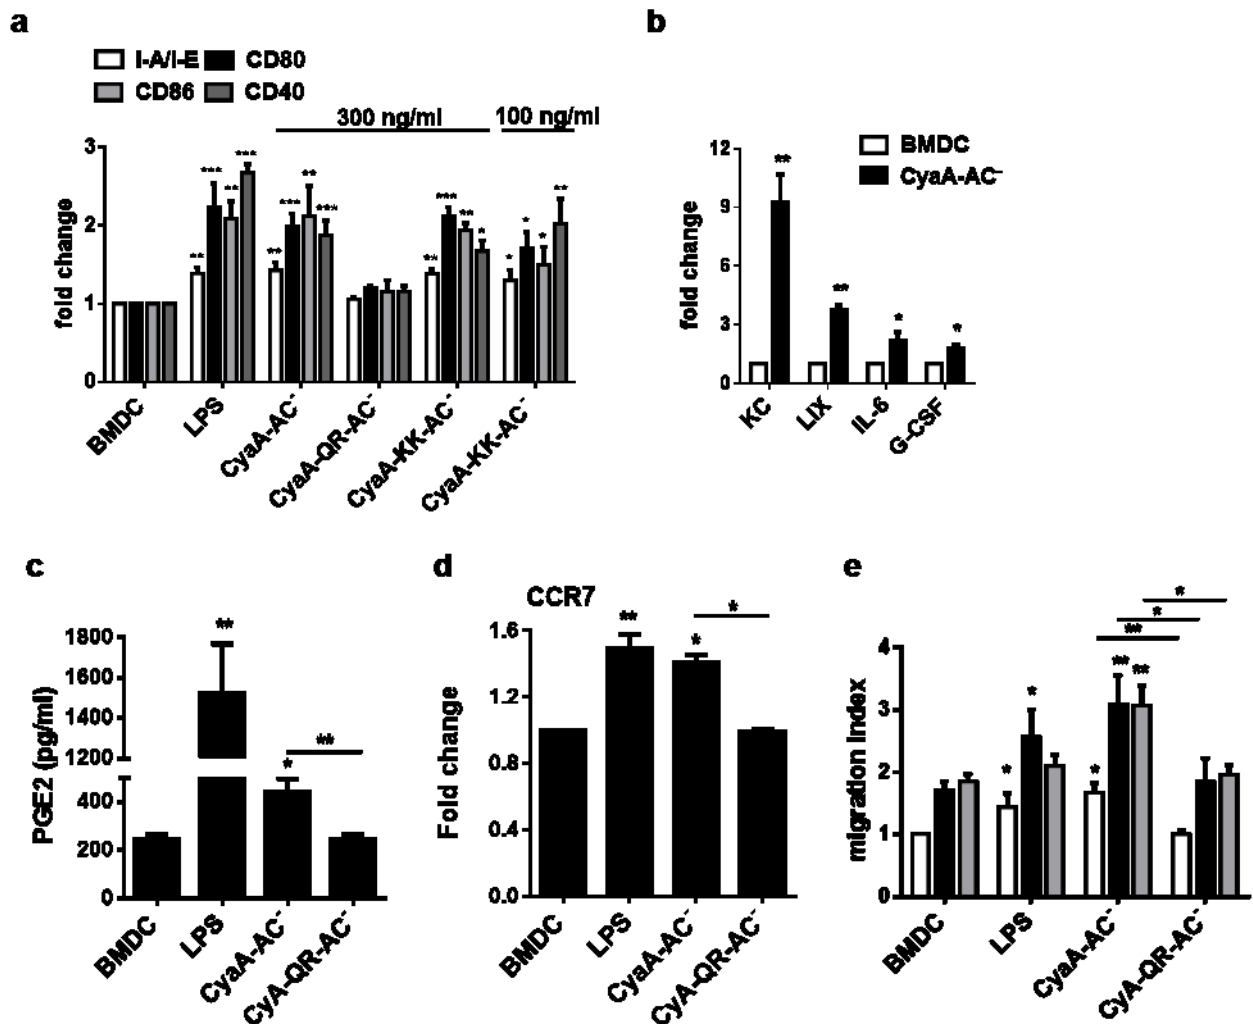 a
I-A/I-E CD80
CD86 CD40
300 ng/ml 100 ng/ml
fold change
3
2
1
0
*** *** ** **
** *** ** ***
** *** ** *
* * * **
BMDC LPS CyaA-AC⁻ CyaA-QR-AC⁻ CyaA-KK-AC⁻ CyaA-KK-AC⁻
b
BMDC
CyaA-AC⁻
fold change
12
9
6
3
0
** ** * *
KC LIX IL-6 G-CSF
c
PGE2 (pg/ml)
1800
1600
1400
1200
400
200
0
** * **
BMDC LPS CyaA-AC⁻ CyA-QR-AC⁻
d
CCR7
Fold change
1.6
1.2
0.8
0.4
0.0
** * *
BMDC LPS CyaA-AC⁻ CyA-QR-AC⁻
e
migration index
4
3
2
1
0
*
*
**
* * * ** **
BMDC LPS CyaA-AC⁻ CyA-QR-AC⁻